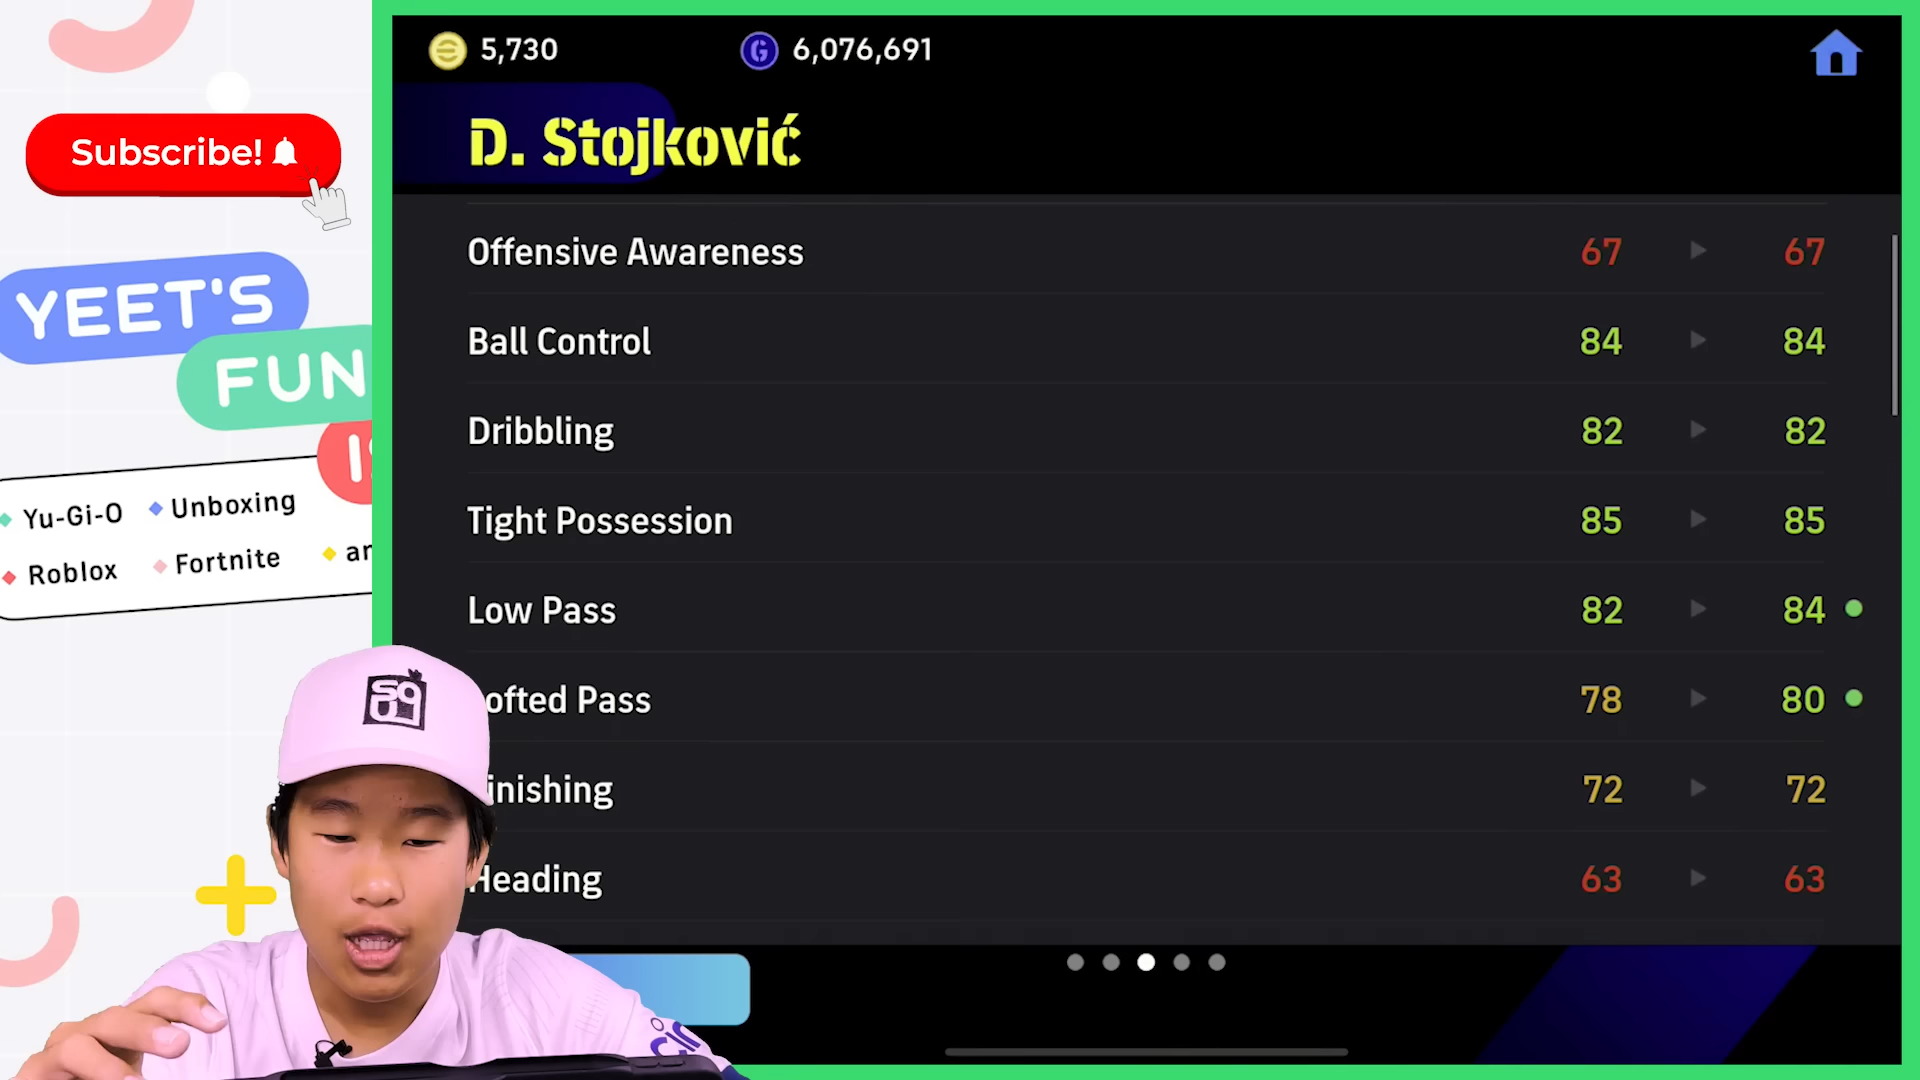 5,730
6,076,691
D. Stojković
Subscribe!
YEET'S
FUN
Yu-Gi-O
Unboxing
Roblox
Fortnite
Offensive Awareness 67 67
Ball Control 84 84
Dribbling 82 82
Tight Possession 85 85
Low Pass 82 84
ofted Pass 78 80
inishing 72 72
Heading 63 63